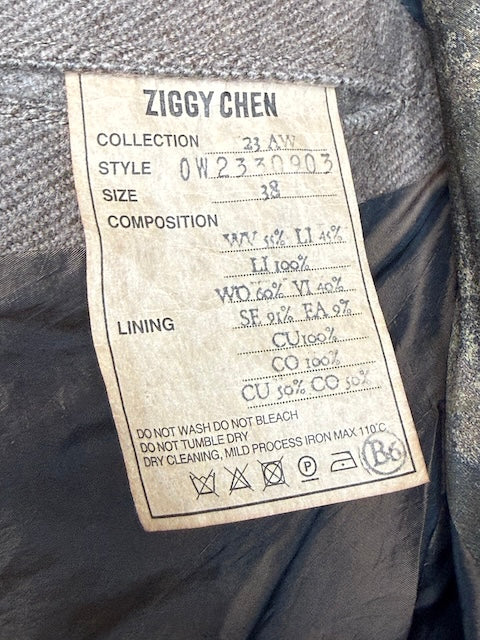 ZIGGY CHEN
COLLECTION 23 AW
STYLE 0W2330903
SIZE 38
COMPOSITION
WV 55% LI 45%
LI 100%
WO 60% VI 40%
LINING SE 91% EA 9%
CU 100%
CO 100%
CU 50% CO 50%
DO NOT WASH DO NOT BLEACH
DO NOT TUMBLE DRY
DRY CLEANING, MILD PROCESS IRON MAX 110°C
P
B6